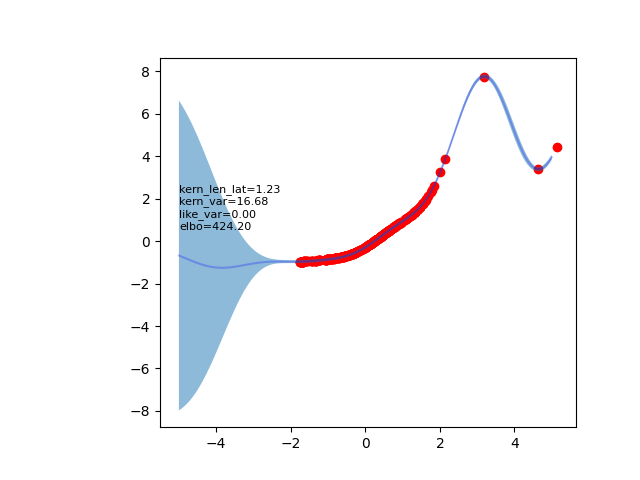 8
6
4
2
0
−2
−4
−6
−8
kern_len_lat=1.23
kern_var=16.68
like_var=0.00
elbo=424.20
−4 −2 0 2 4